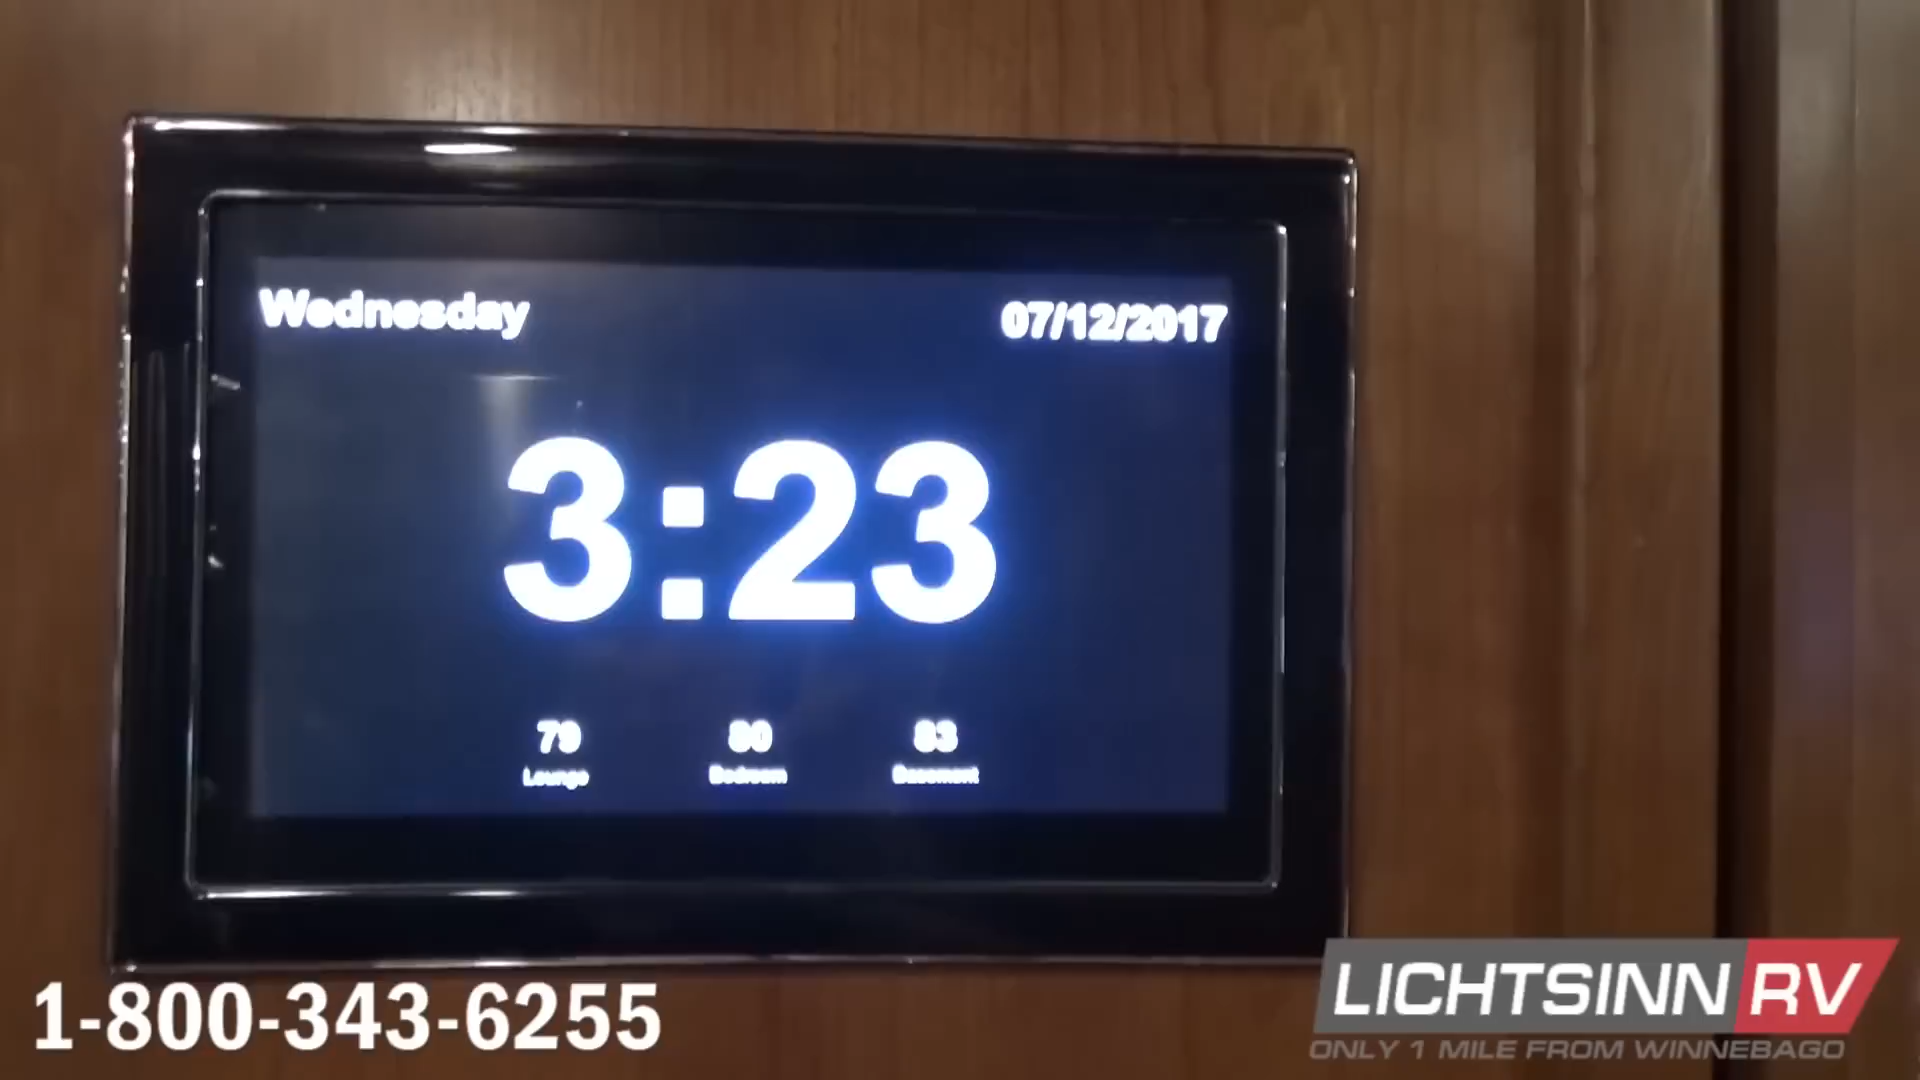 Wednesday
07/12/2017
3:23
79
80
83
Lounge
Bedroom
Basement
1-800-343-6255
LICHTSINN RV
ONLY 1 MILE FROM WINNEBAGO